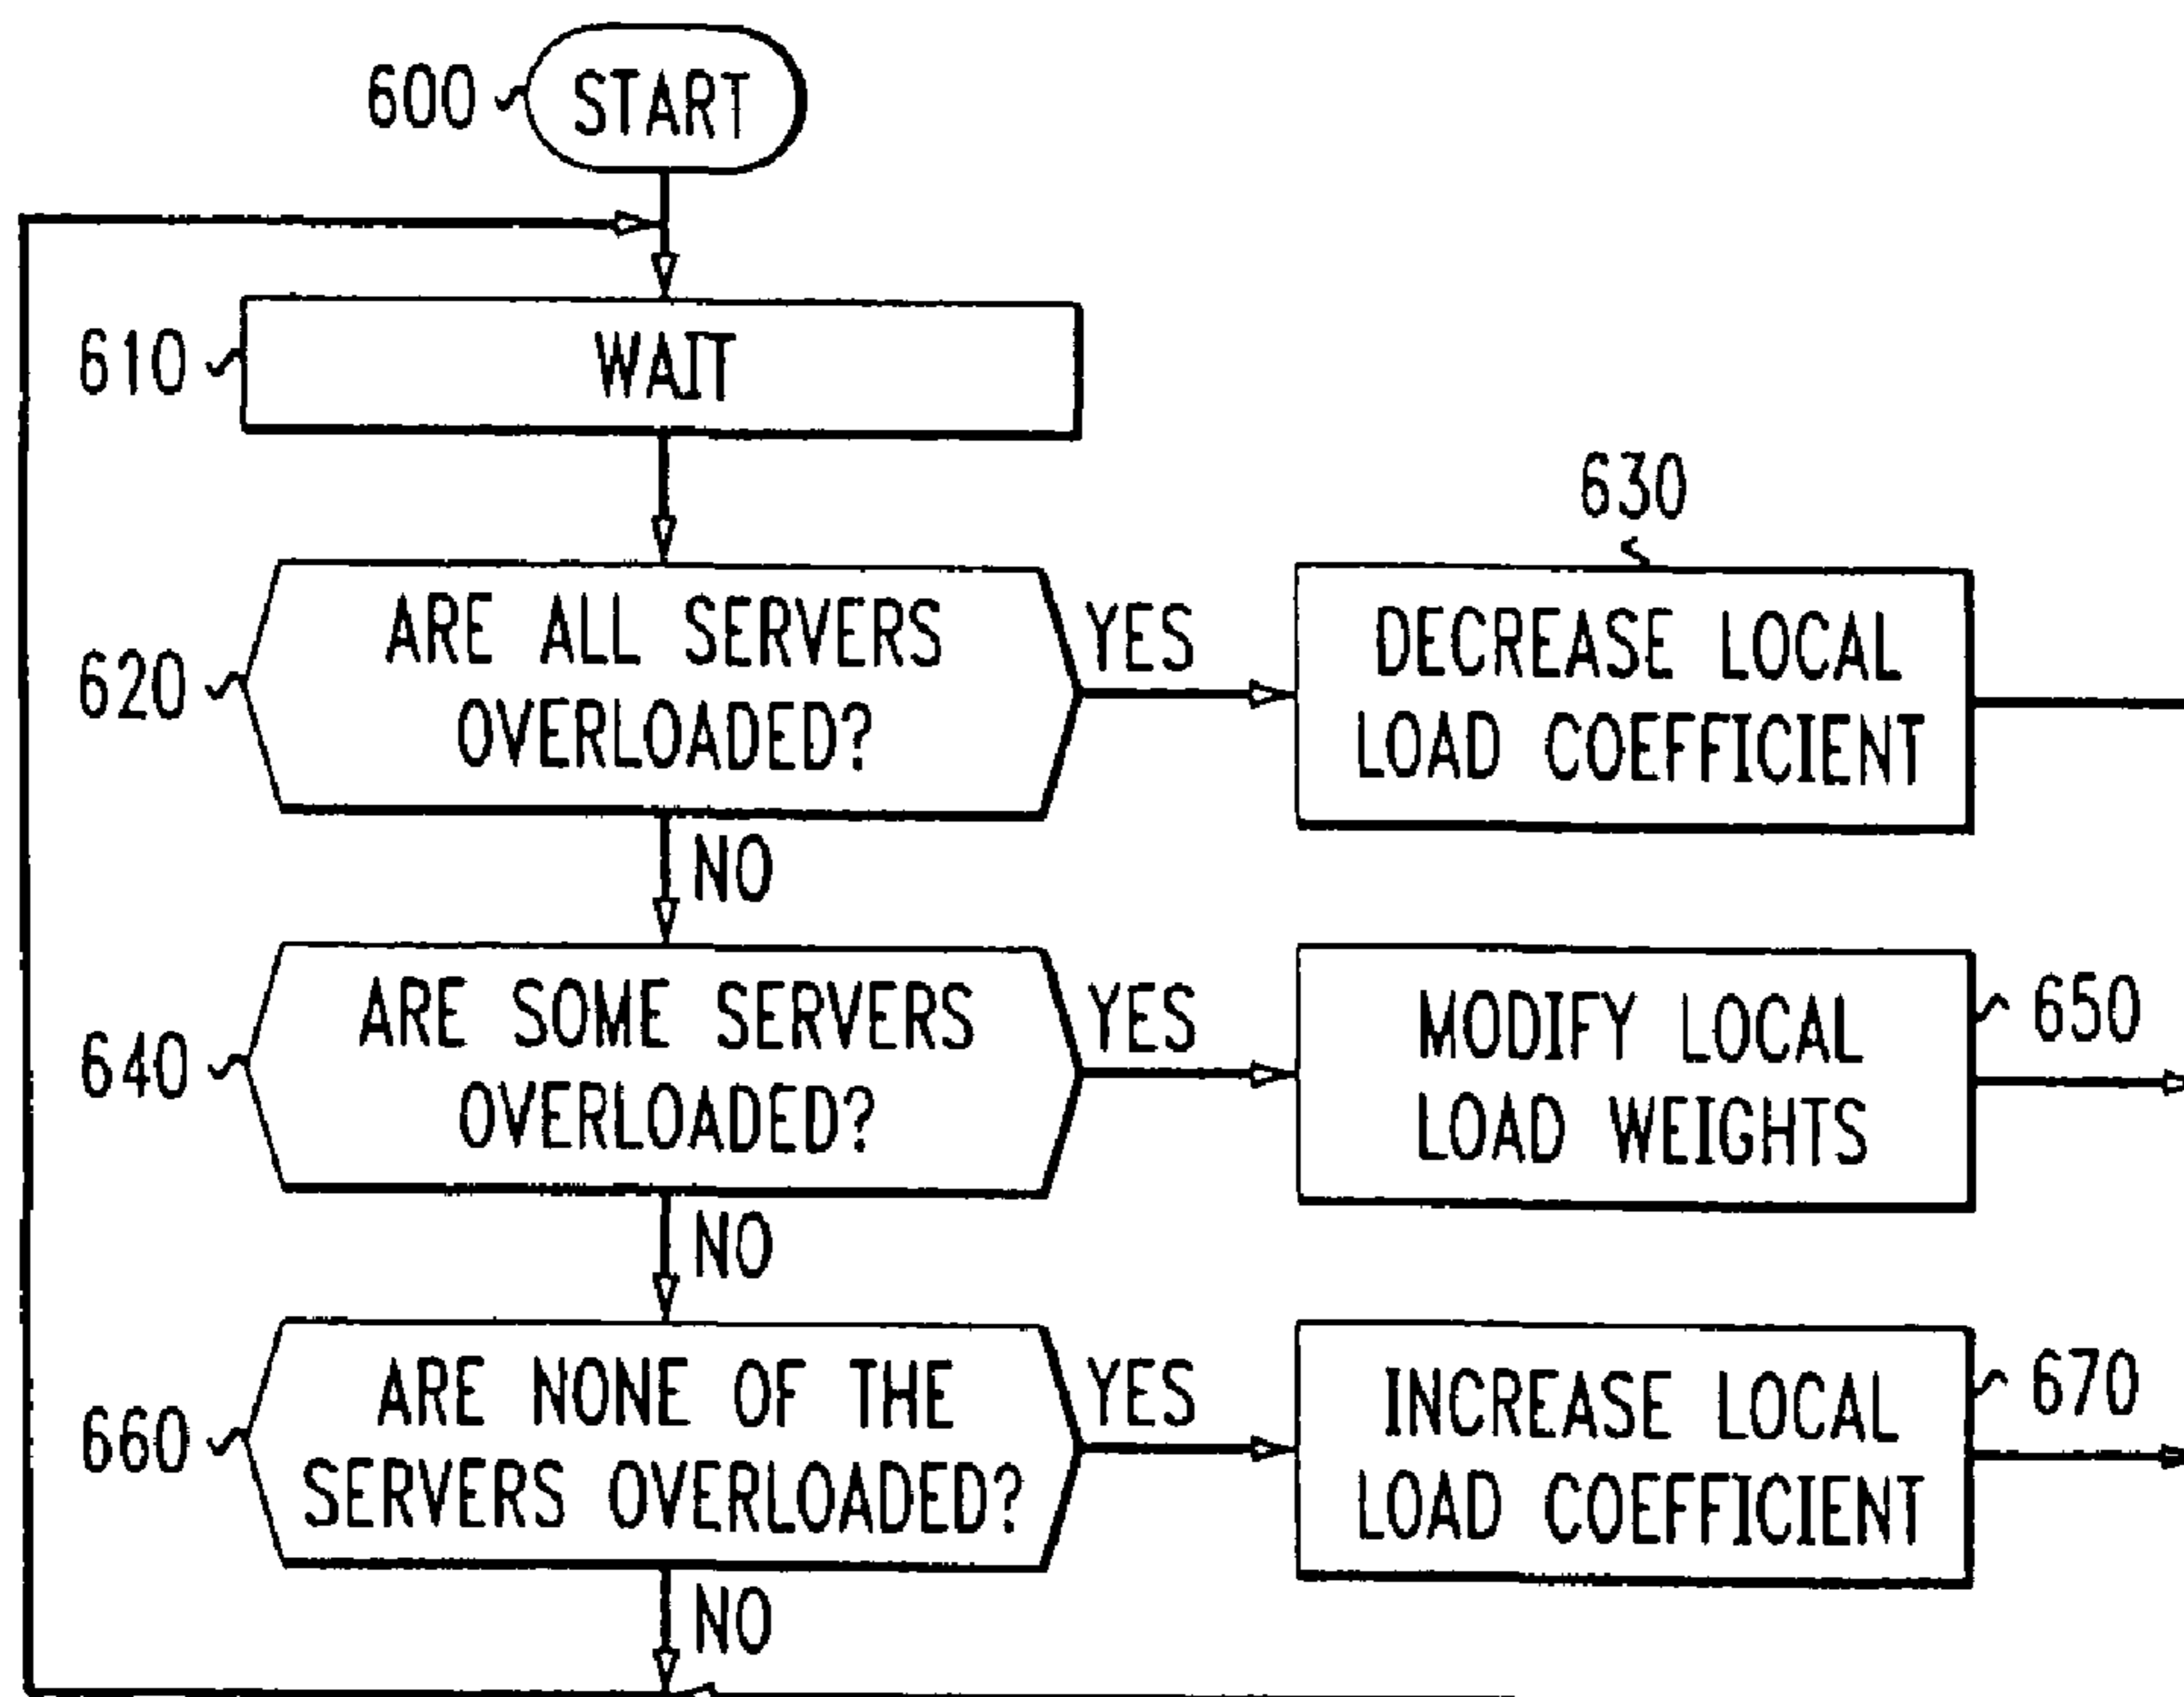 600
START
610
WAIT
630
620
ARE ALL SERVERS
OVERLOADED?
YES
DECREASE LOCAL
LOAD COEFFICIENT
NO
640
ARE SOME SERVERS
OVERLOADED?
YES
MODIFY LOCAL
LOAD WEIGHTS
650
NO
660
ARE NONE OF THE
SERVERS OVERLOADED?
YES
INCREASE LOCAL
LOAD COEFFICIENT
670
NO